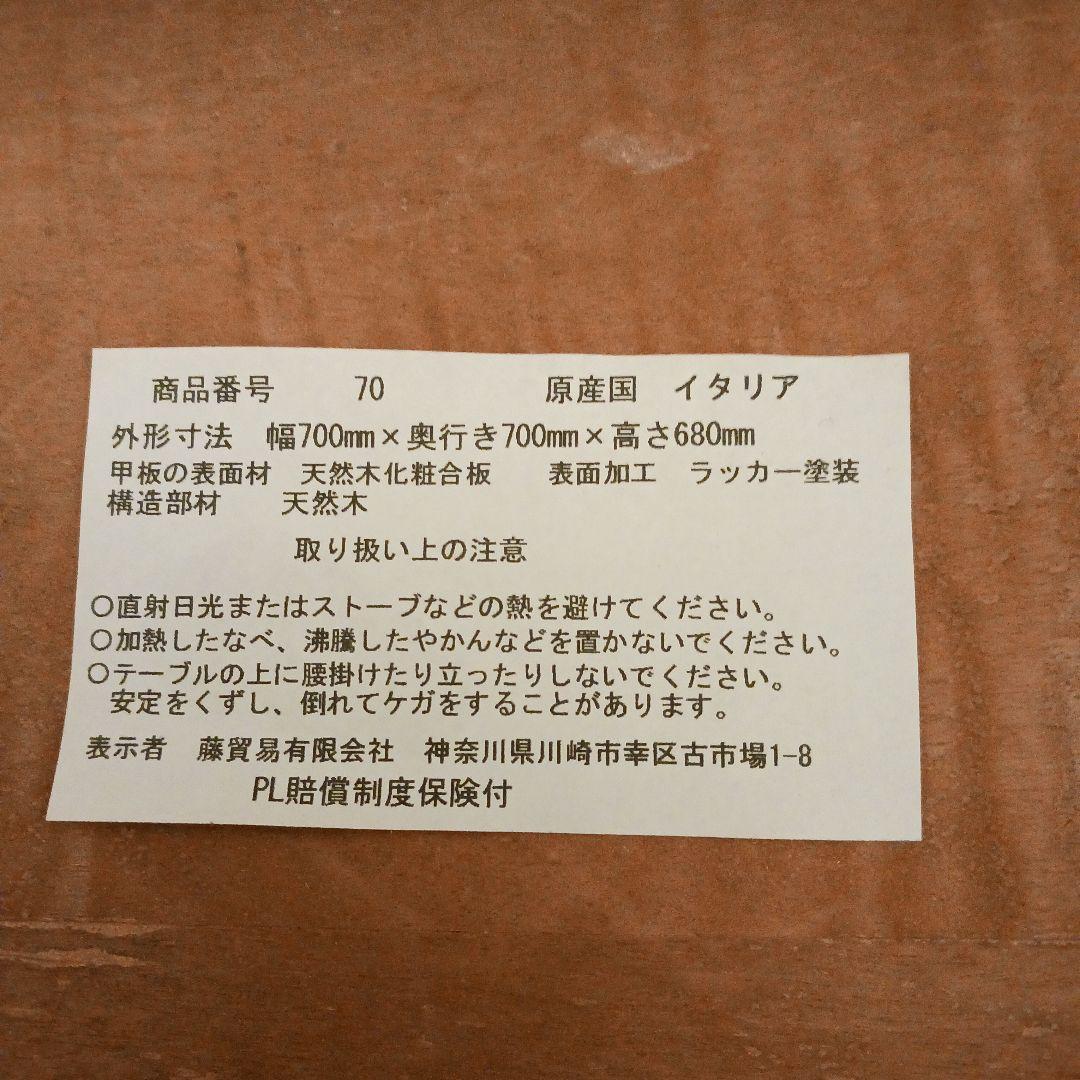 商品番号 70 原産国 イタリア
外形寸法 幅700mm×奥行き700mm×高さ680mm
甲板の表面材 天然木化粧合板 表面加工 ラッカー塗装
構造部材 天然木
取り扱い上の注意
○直射日光またはストーブなどの熱を避けてください。
○加熱したなべ、沸騰したやかんなどを置かないでください。
○テーブルの上に腰掛けたり立ったりしないでください。
安定をくずし、倒れてケガをすることがあります。
表示者 藤貿易有限会社 神奈川県川崎市幸区古市場1-8
PL賠償制度保険付